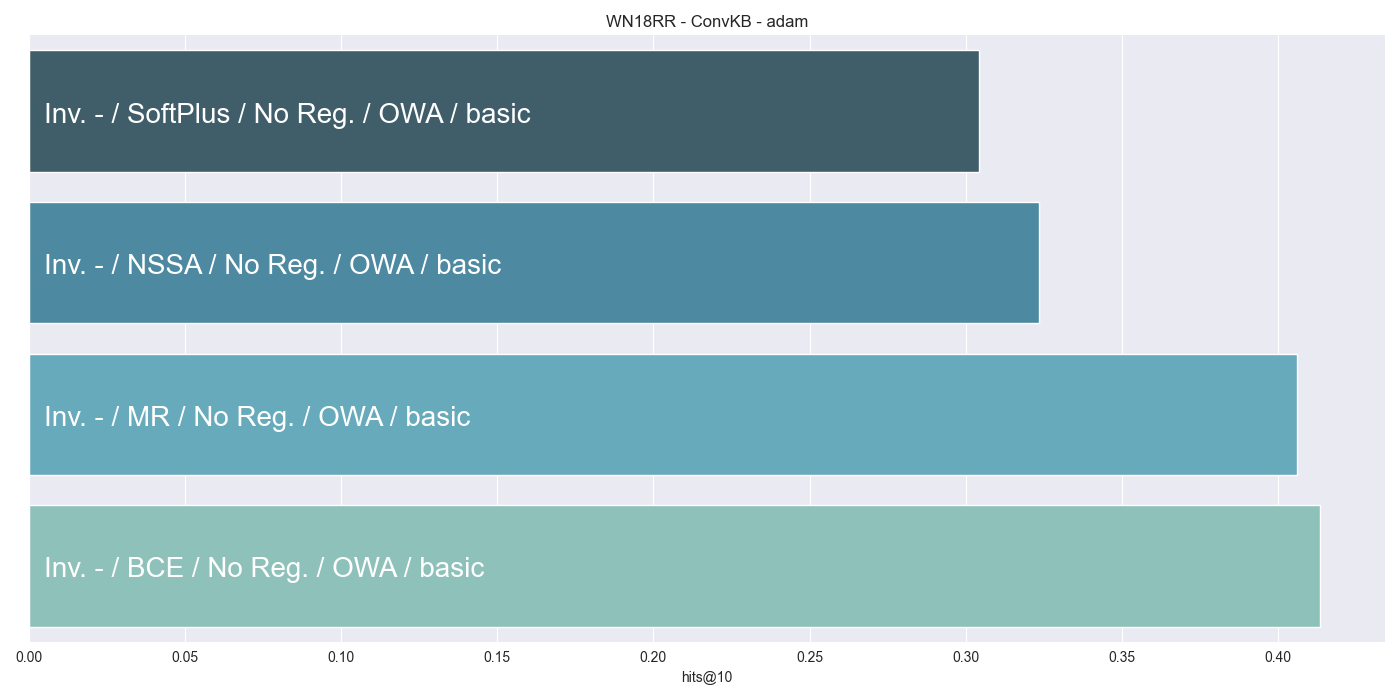 WN18RR - ConvKB - adam
Inv. - / SoftPlus / No Reg. / OWA / basic
Inv. - / NSSA / No Reg. / OWA / basic
Inv. - / MR / No Reg. / OWA / basic
Inv. - / BCE / No Reg. / OWA / basic
0.00 0.05 0.10 0.15 0.20 0.25 0.30 0.35 0.40
hits@10